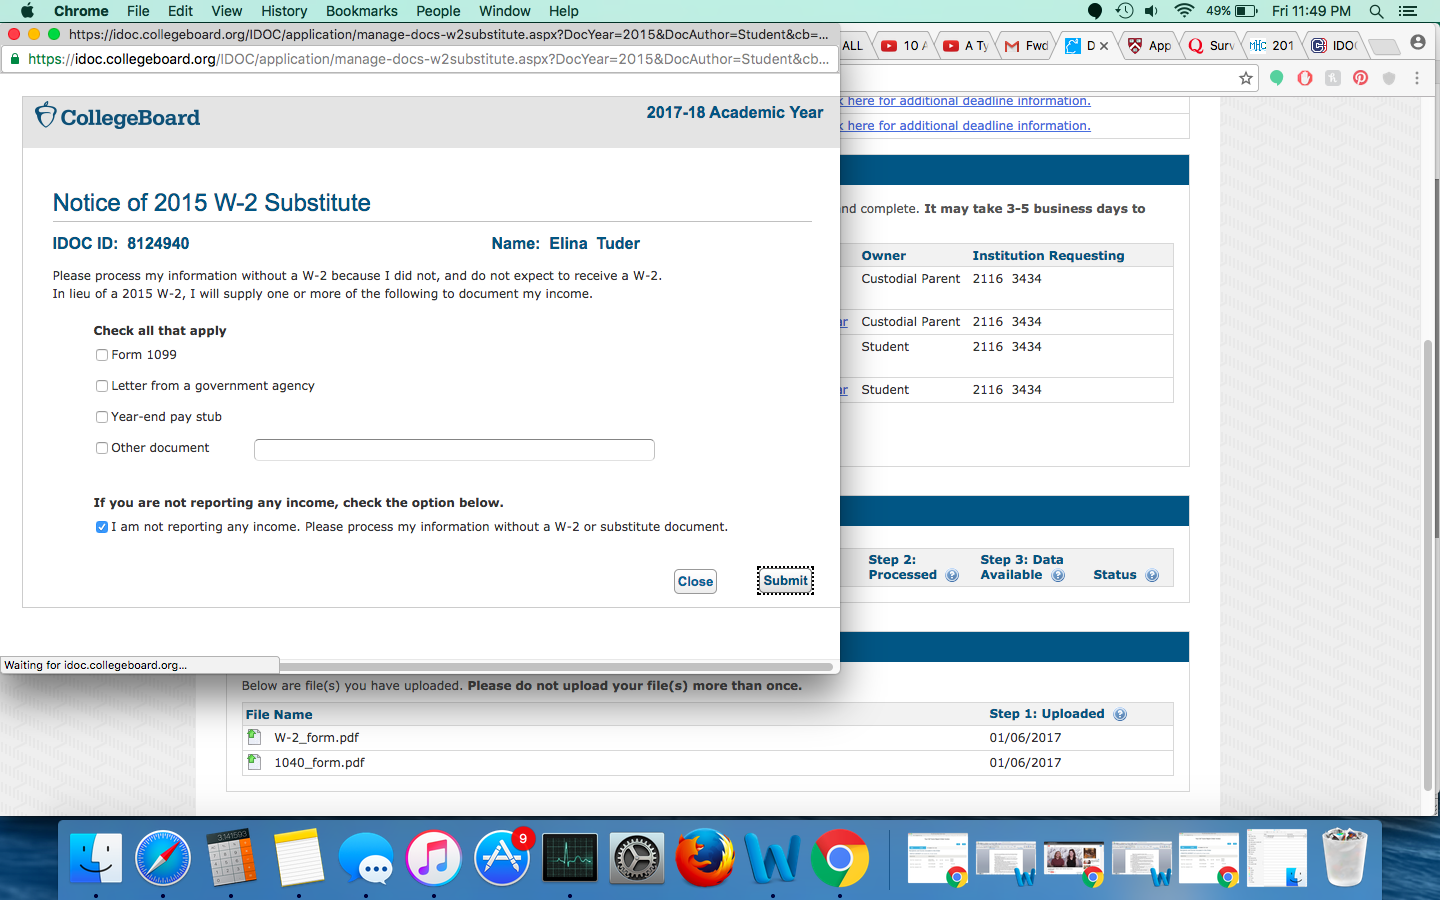 Chrome File Edit View History Bookmarks People Window Help 49% Fri 11:49 PM
https://idoc.collegeboard.org/IDOC/application/manage-docs-w2substitute.aspx?DocYear=2015&DocAuthor=Student&cb=...
ALL 10 A A Ty Fwd D App Surv 201 IDO
https://idoc.collegeboard.org/IDOC/application/manage-docs-w2substitute.aspx?DocYear=2015&DocAuthor=Student&cb...
CollegeBoard
2017-18 Academic Year
Notice of 2015 W-2 Substitute
IDOC ID: 8124940 Name: Elina Tuder
Please process my information without a W-2 because I did not, and do not expect to receive a W-2.
In lieu of a 2015 W-2, I will supply one or more of the following to document my income.
Check all that apply
Form 1099
Letter from a government agency
Year-end pay stub
Other document
If you are not reporting any income, check the option below.
I am not reporting any income. Please process my information without a W-2 or substitute document.
Close Submit
Waiting for idoc.collegeboard.org...
k here for additional deadline information.
k here for additional deadline information.
nd complete. It may take 3-5 business days to
Owner Institution Requesting
Custodial Parent 2116 3434
ar Custodial Parent 2116 3434
Student 2116 3434
ar Student 2116 3434
Step 2: Processed Step 3: Data Available Status
Below are file(s) you have uploaded. Please do not upload your file(s) more than once.
File Name Step 1: Uploaded
W-2_form.pdf 01/06/2017
1040_form.pdf 01/06/2017
3.141593
9